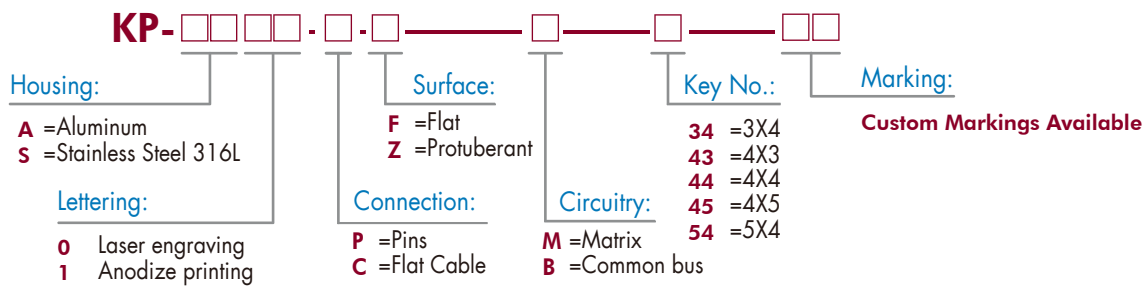 KP-□□□□-□-□—□—□—□□
Housing:
A =Aluminum
S =Stainless Steel 316L
Lettering:
0 Laser engraving
1 Anodize printing
Connection:
P =Pins
C =Flat Cable
Surface:
F =Flat
Z =Protuberant
Circuitry:
M =Matrix
B =Common bus
Key No.:
34 =3X4
43 =4X3
44 =4X4
45 =4X5
54 =5X4
Marking:
Custom Markings Available